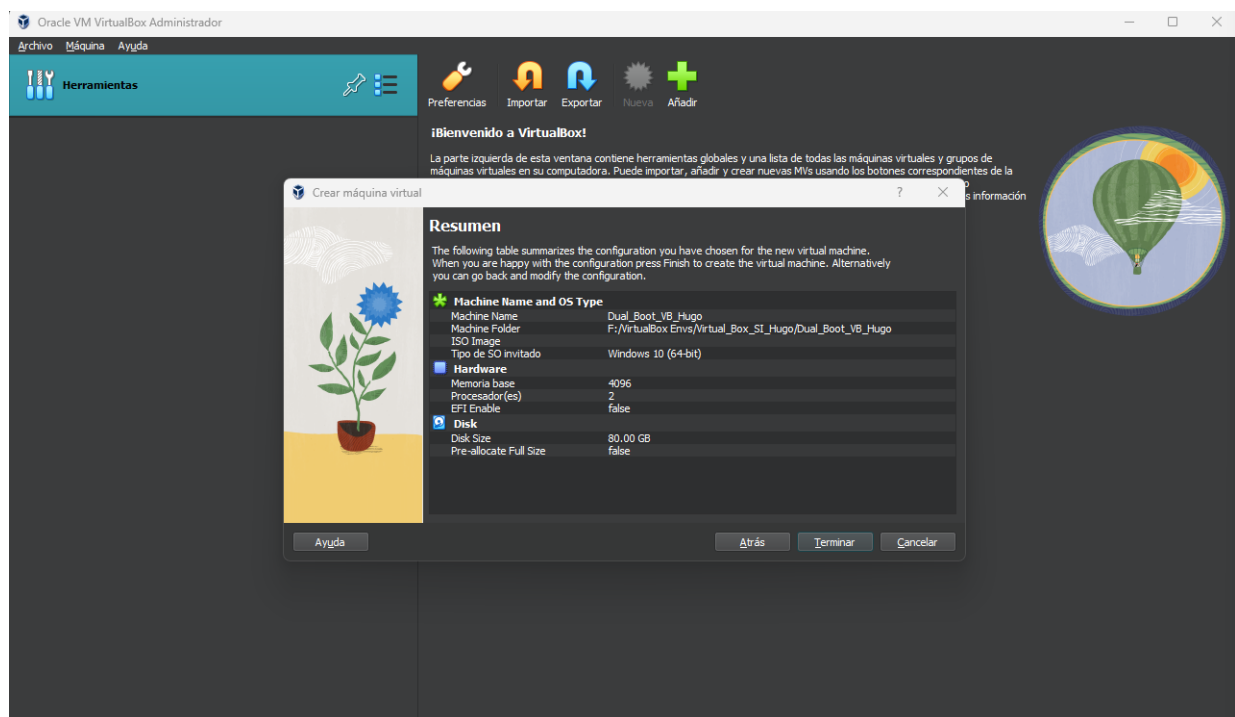 Oracle VM VirtualBox Administrador
Archivo Máquina Ayuda
Herramientas
Preferencias Importar Exportar Nueva Añadir
¡Bienvenido a VirtualBox!
La parte izquierda de esta ventana contiene herramientas globales y una lista de todas las máquinas virtuales y grupos de
máquinas virtuales en su computadora. Puede importar, añadir y crear nuevas MVs usando los botones correspondientes de la
o
s información
Crear máquina virtual ?
Resumen
The following table summarizes the configuration you have chosen for the new virtual machine.
When you are happy with the configuration press Finish to create the virtual machine. Alternatively
you can go back and modify the configuration.
Machine Name and OS Type
Machine Name Dual_Boot_VB_Hugo
Machine Folder F:/VirtualBox Envs/Virtual_Box_SI_Hugo/Dual_Boot_VB_Hugo
ISO Image
Tipo de SO invitado Windows 10 (64-bit)
Hardware
Memoria base 4096
Procesador(es) 2
EFI Enable false
Disk
Disk Size 80.00 GB
Pre-allocate Full Size false
Ayuda Atrás Terminar Cancelar